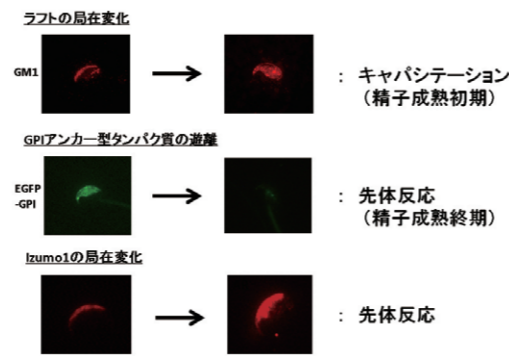 ラフトの局在変化
GM1
： キャパシテーション
（精子成熟初期）
GPIアンカー型タンパク質の遊離
EGFP
-GPI
： 先体反応
（精子成熟終期）
Izumo1の局在変化
： 先体反応